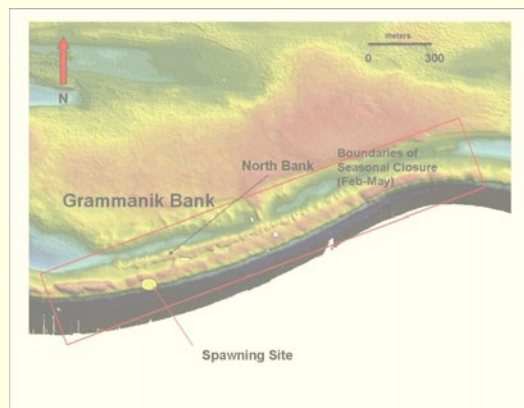 meters
0 300
N
North Bank
Boundaries of
Seasonal Closure
(Feb-May)
Grammanik Bank
Spawning Site